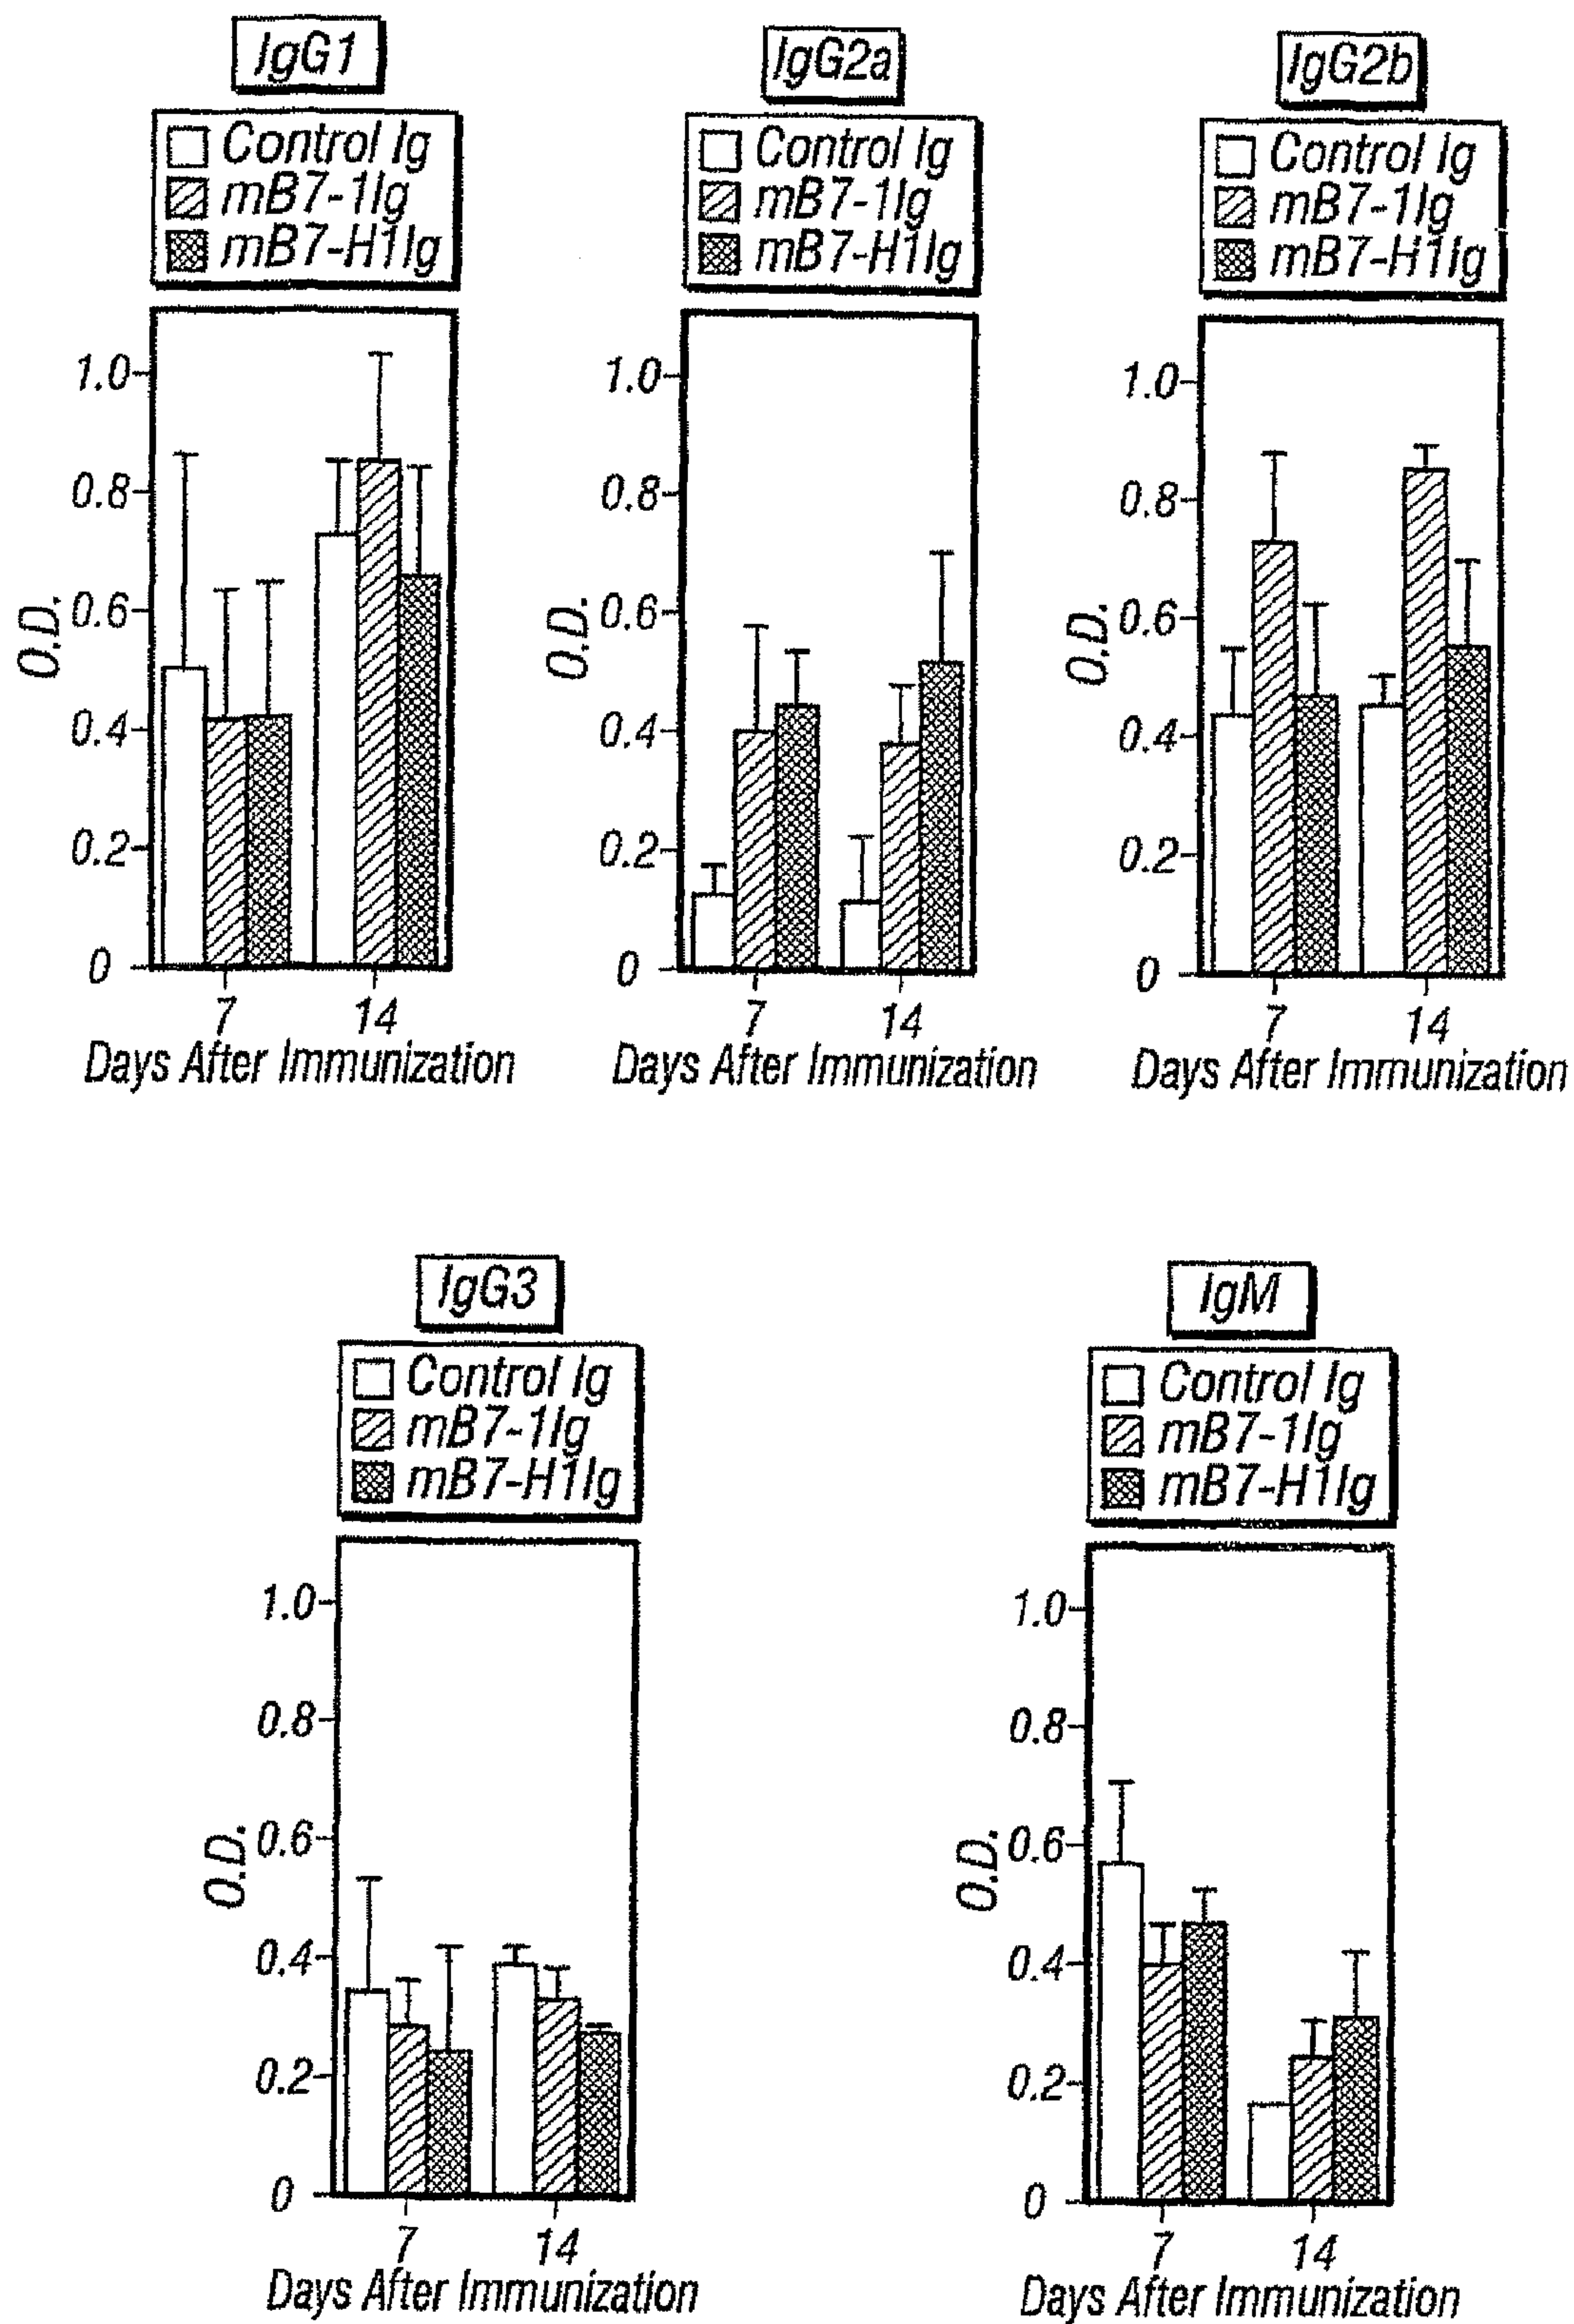 IgG1
Control Ig
mB7-1Ig
mB7-H1Ig
1.0
0.8
0.6
0.4
0.2
0
O.D.
7
14
Days After Immunization
IgG2a
Control Ig
mB7-1Ig
mB7-H1Ig
1.0
0.8
0.6
0.4
0.2
0
O.D.
7
14
Days After Immunization
IgG2b
Control Ig
mB7-1Ig
mB7-H1Ig
1.0
0.8
0.6
0.4
0.2
0
O.D.
7
14
Days After Immunization
IgG3
Control Ig
mB7-1Ig
mB7-H1Ig
1.0
0.8
0.6
0.4
0.2
0
O.D.
7
14
Days After Immunization
IgM
Control Ig
mB7-1Ig
mB7-H1Ig
1.0
0.8
0.6
0.4
0.2
0
O.D.
7
14
Days After Immunization